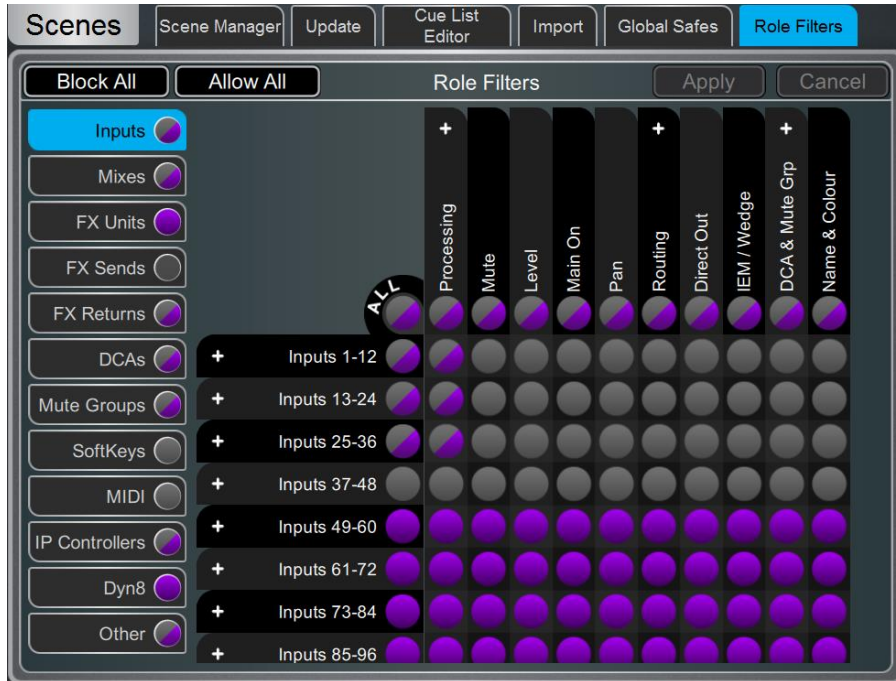 Scenes
Scene Manager
Update
Cue List
Editor
Import
Global Safes
Role Filters
Block All
Allow All
Role Filters
Apply
Cancel
Inputs
Mixes
FX Units
FX Sends
FX Returns
DCAs
Mute Groups
SoftKeys
MIDI
IP Controllers
Dyn8
Other
+
+
+
Processing
Mute
Level
Main On
Pan
Routing
Direct Out
IEM / Wedge
DCA & Mute Grp
Name & Colour
ALL
+ Inputs 1-12
+ Inputs 13-24
+ Inputs 25-36
+ Inputs 37-48
+ Inputs 49-60
+ Inputs 61-72
+ Inputs 73-84
+ Inputs 85-96